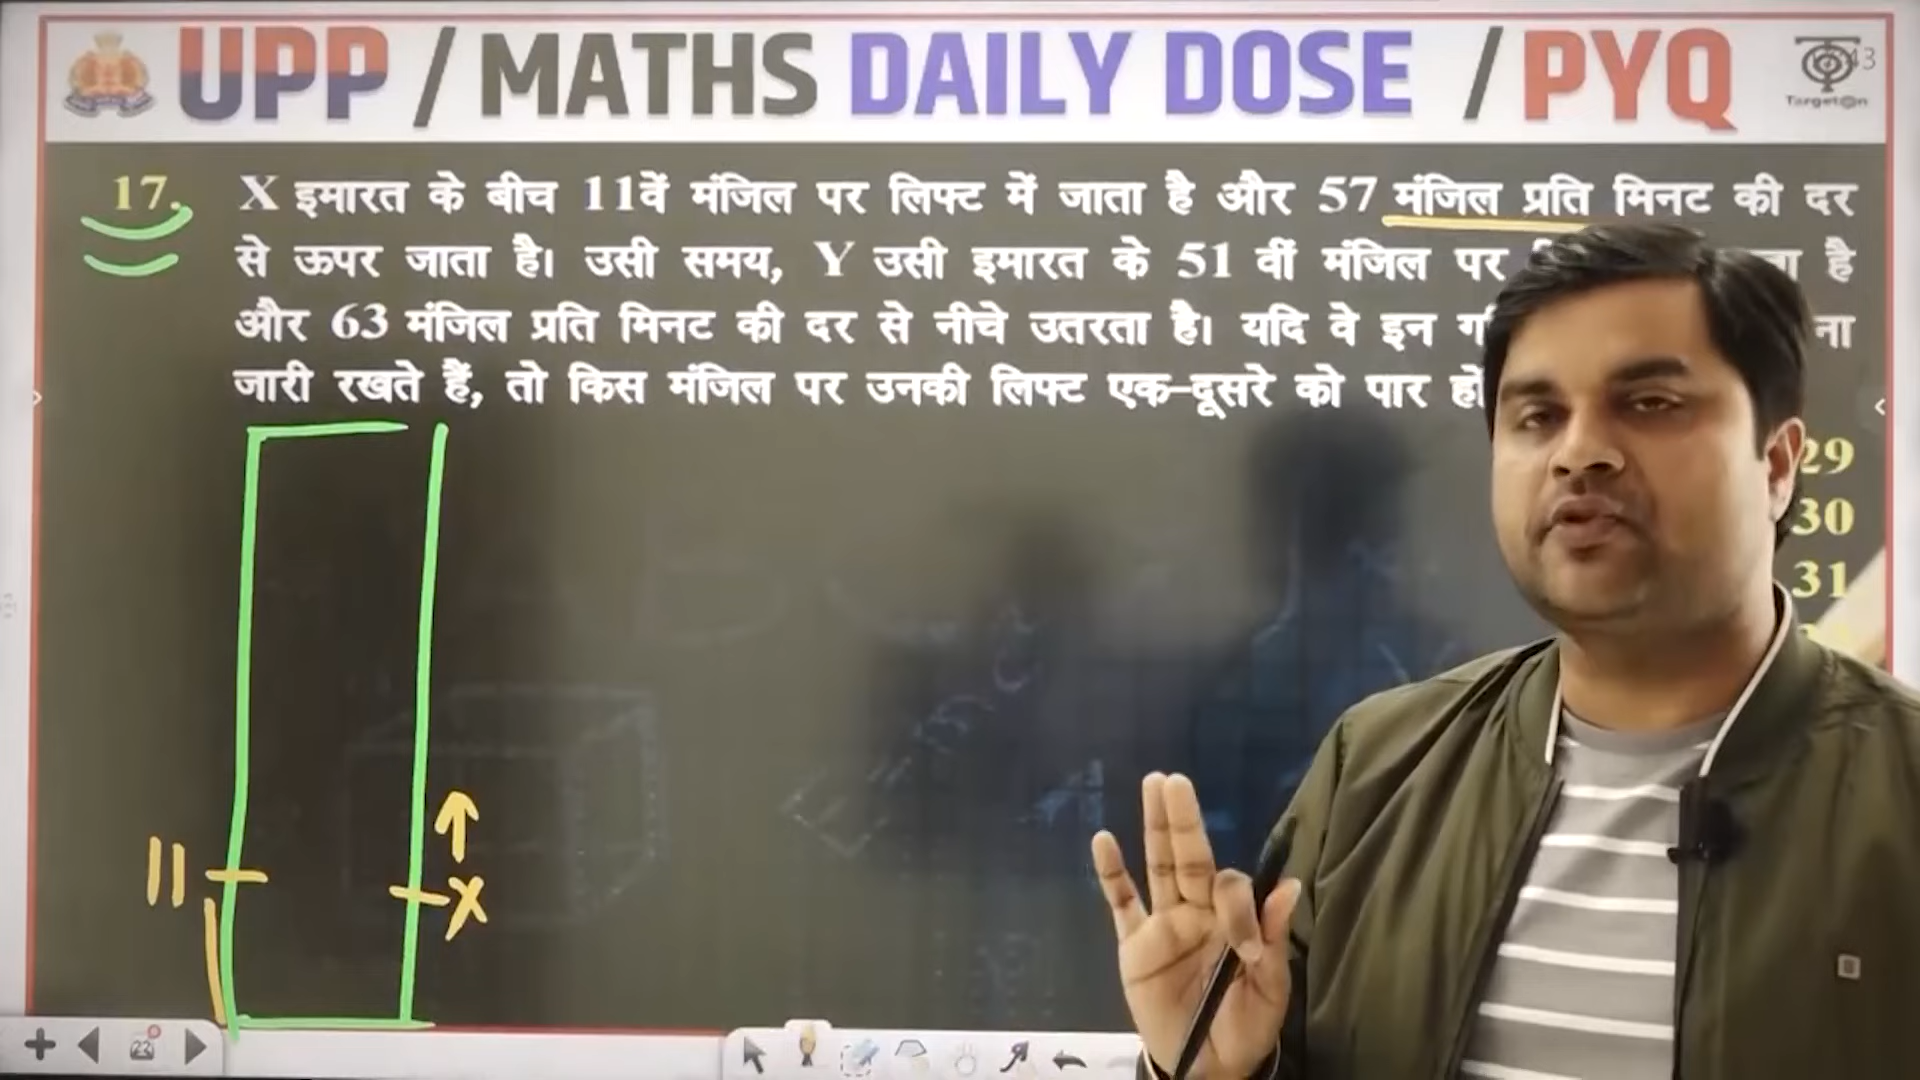 UPP / MATHS DAILY DOSE / PYQ
43
Target@n
17. X इमारत के बीच 11वें मंजिल पर लिफ्ट में जाता है और 57 मंजिल प्रति मिनट की दर
से ऊपर जाता है। उसी समय, Y उसी इमारत के 51 वीं मंजिल पर है
और 63 मंजिल प्रति मिनट की दर से नीचे उतरता है। यदि वे इन
जारी रखते हैं, तो किस मंजिल पर उनकी लिफ्ट एक-दूसरे को पार
29
30
31
11
X
23